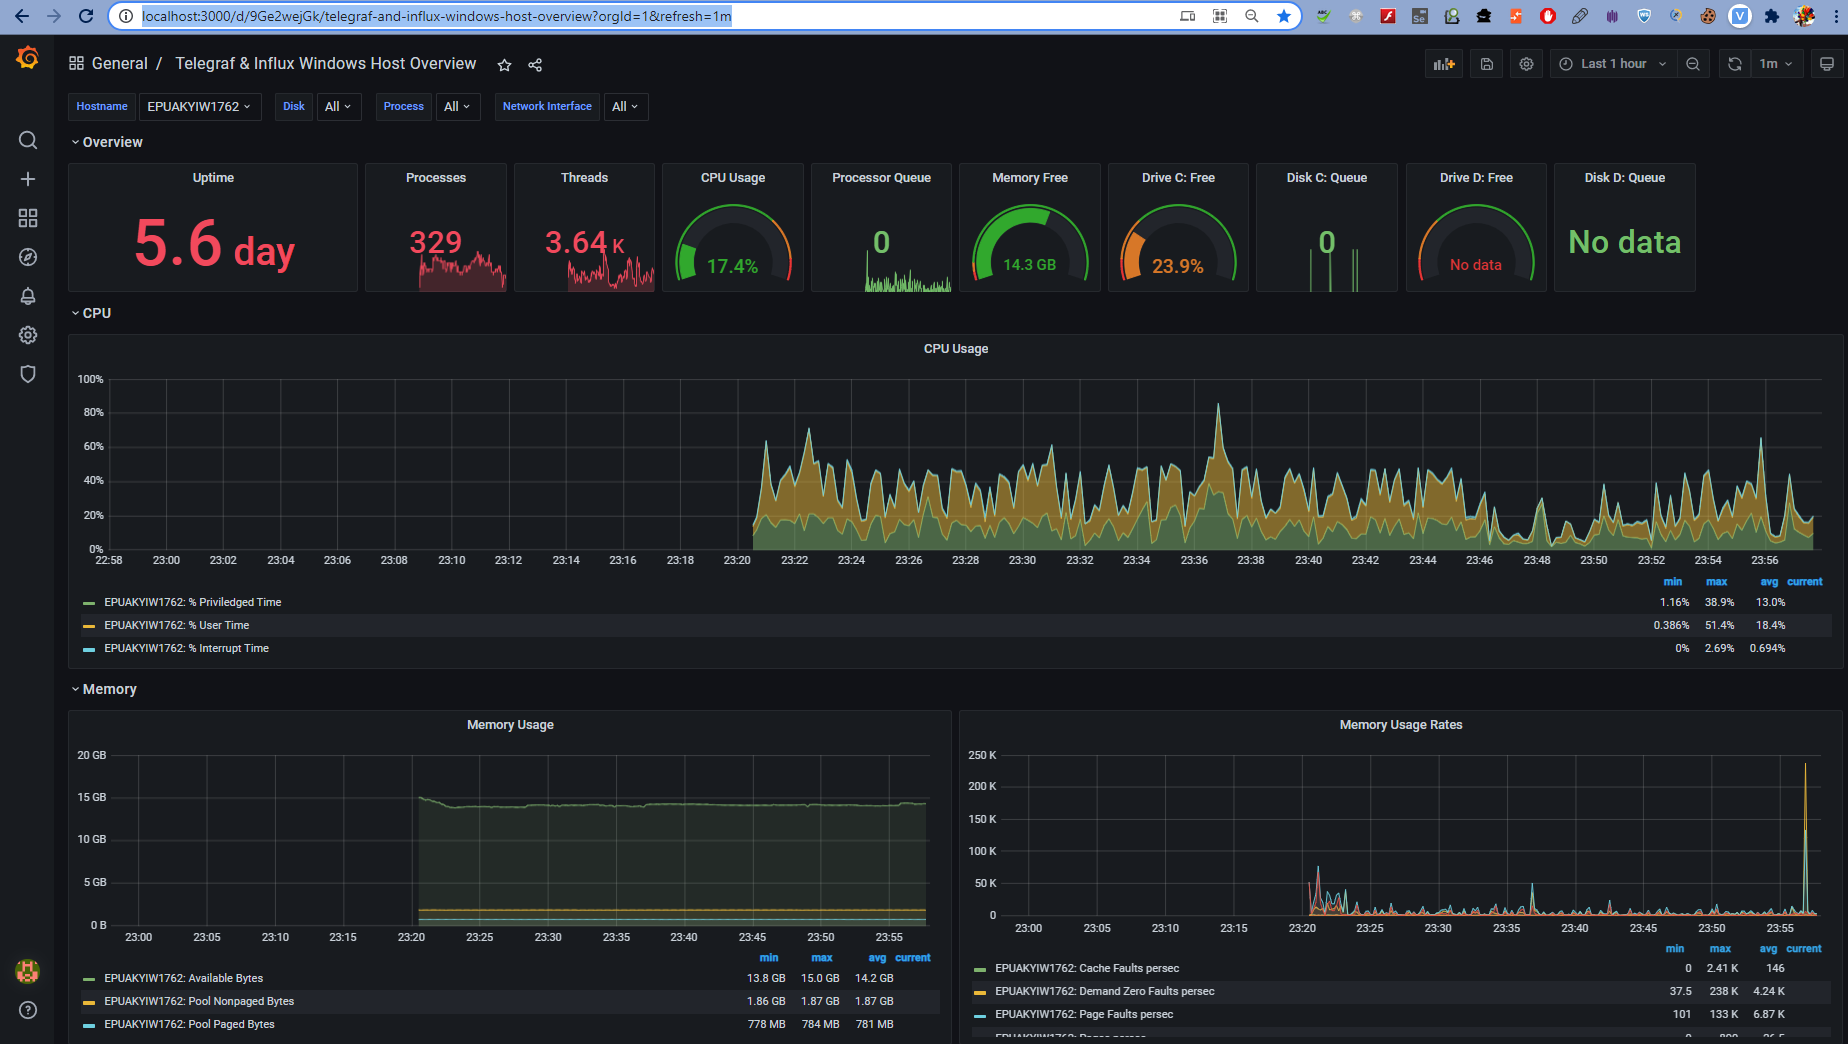 localhost:3000/d/9Ge2wejGk/telegraf-and-influx-windows-host-overview?orgId=1&refresh=1m
General / Telegraf & Influx Windows Host Overview
Last 1 hour
1m
Hostname EPUAKYIW1762 Disk All Process All Network Interface All
Overview
Uptime
5.6 day
Processes
329
Threads
3.64 K
CPU Usage
17.4%
Processor Queue
0
Memory Free
14.3 GB
Drive C: Free
23.9%
Disk C: Queue
0
Drive D: Free
No data
Disk D: Queue
No data
CPU
CPU Usage
100%
80%
60%
40%
20%
0%
22:58 23:00 23:02 23:04 23:06 23:08 23:10 23:12 23:14 23:16 23:18 23:20 23:22 23:24 23:26 23:28 23:30 23:32 23:34 23:36 23:38 23:40 23:42 23:44 23:46 23:48 23:50 23:52 23:54 23:56
min max avg current
EPUAKYIW1762: % Priviledged Time 1.16% 38.9% 13.0%
EPUAKYIW1762: % User Time 0.386% 51.4% 18.4%
EPUAKYIW1762: % Interrupt Time 0% 2.69% 0.694%
Memory
Memory Usage
20 GB
15 GB
10 GB
5 GB
0 B
23:00 23:05 23:10 23:15 23:20 23:25 23:30 23:35 23:40 23:45 23:50 23:55
min max avg current
EPUAKYIW1762: Available Bytes 13.8 GB 15.0 GB 14.2 GB
EPUAKYIW1762: Pool Nonpaged Bytes 1.86 GB 1.87 GB 1.87 GB
EPUAKYIW1762: Pool Paged Bytes 778 MB 784 MB 781 MB
Memory Usage Rates
250 K
200 K
150 K
100 K
50 K
0
23:00 23:05 23:10 23:15 23:20 23:25 23:30 23:35 23:40 23:45 23:50 23:55
min max avg current
EPUAKYIW1762: Cache Faults persec 0 2.41 K 146
EPUAKYIW1762: Demand Zero Faults persec 37.5 238 K 4.24 K
EPUAKYIW1762: Page Faults persec 101 133 K 6.87 K